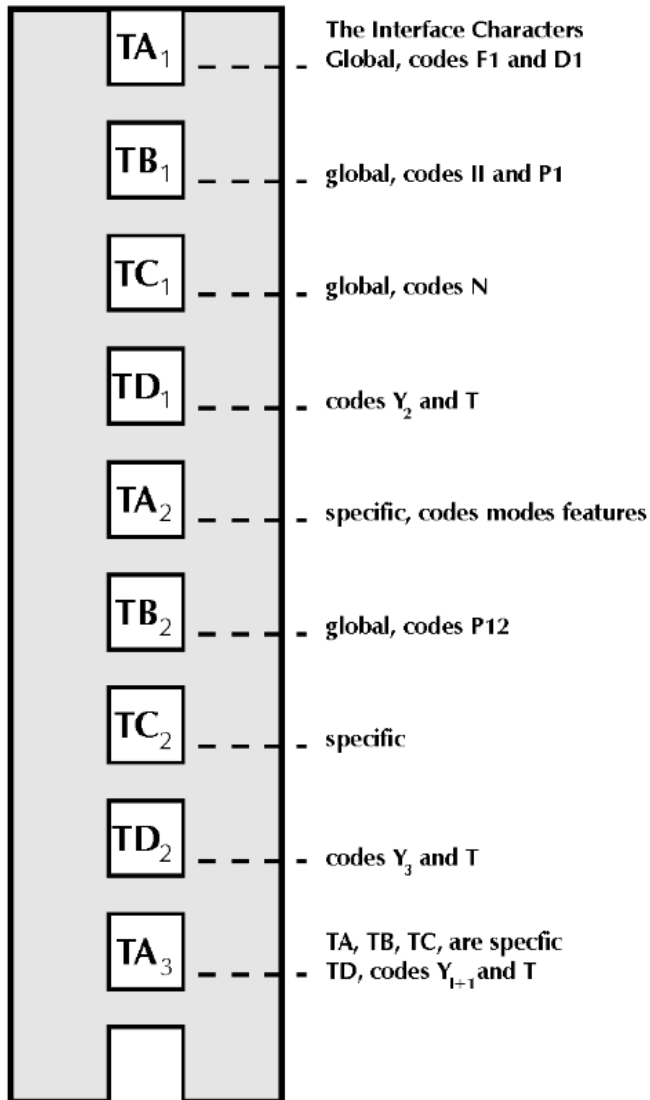 The Interface Characters
TA₁ Global, codes F1 and D1
TB₁ global, codes II and P1
TC₁ global, codes N
TD₁ codes Y₂ and T
TA₂ specific, codes modes features
TB₂ global, codes P12
TC₂ specific
TD₂ codes Y₃ and T
TA₃ TA, TB, TC, are specfic
TD, codes Yₗ₊₁ and T